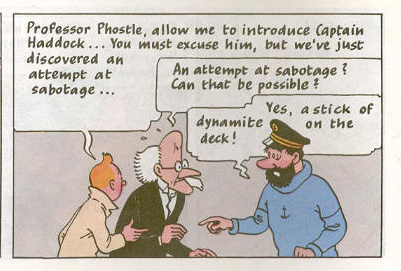 Professor Phostle, allow me to introduce Captain
Haddock... You must excuse him, but we've just
discovered an
attempt at
sabotage...
An attempt at sabotage?
Can that be possible?
Yes, a stick of
dynamite on the
deck!